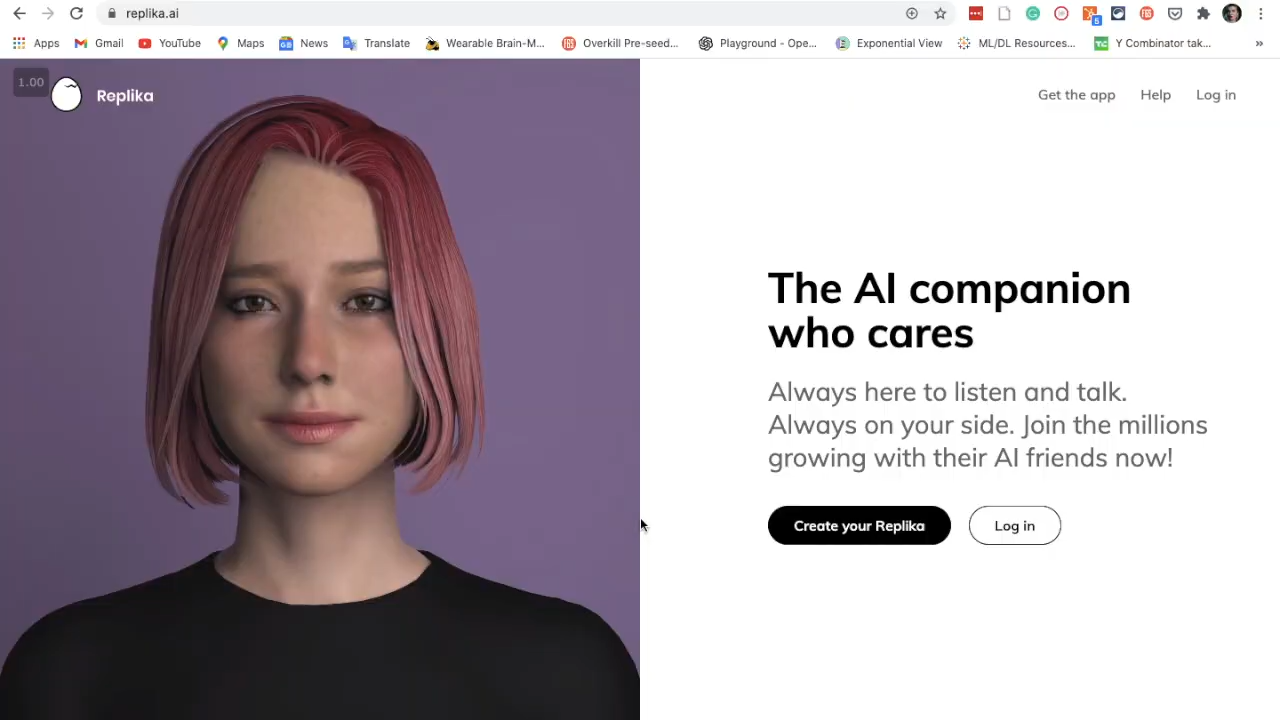 replika.ai
5
Apps
Gmail
YouTube
Maps
News
Translate
Wearable Brain-M...
Overkill Pre-seed...
Playground - Ope...
Exponential View
ML/DL Resources...
Y Combinator tak...
»
1.00
Replika
Get the app
Help
Log in
The AI companion
who cares
Always here to listen and talk.
Always on your side. Join the millions
growing with their AI friends now!
Create your Replika
Log in